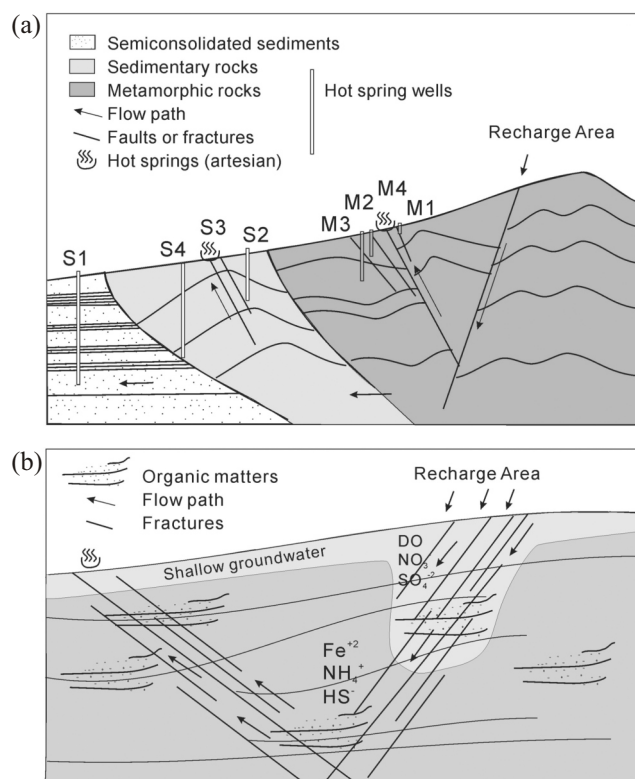 (a)
Semiconsolidated sediments
Sedimentary rocks
Metamorphic rocks
Flow path
Faults or fractures
Hot springs (artesian)
Hot spring wells
Recharge Area
M4
M2
M1
M3
S3
S2
S4
S1
(b)
Organic matters
Flow path
Fractures
Recharge Area
Shallow groundwater
DO
NO₃⁻
SO₄⁻²
Fe⁺²
NH₄⁺
HS⁻